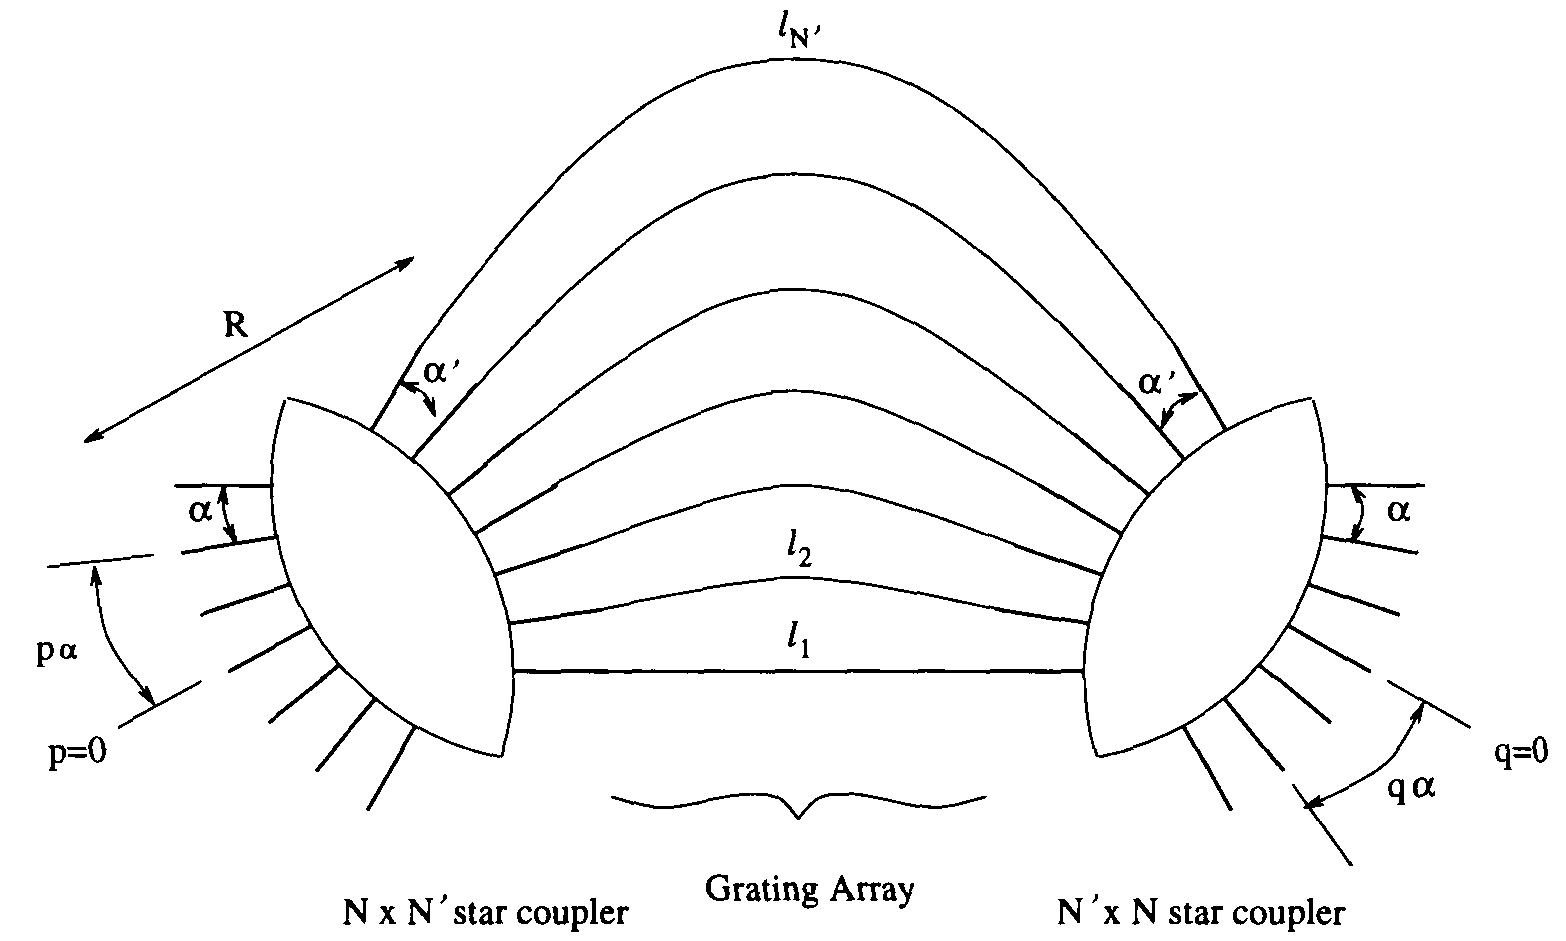 l_N'
R
α'
α'
α
α
l_2
l_1
pα
p=0
q=0
qα
Grating Array
N x N' star coupler
N' x N star coupler